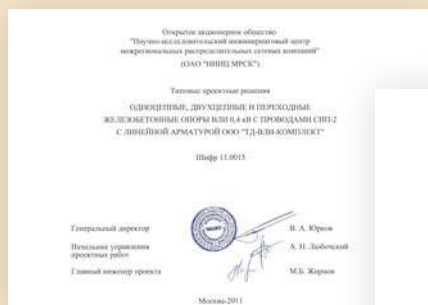 Открытое акционерное общество
"Научно-исследовательский инжиниринговый центр
межрегиональных распределительных сетевых компаний"
(ОАО "НИИЦ МРСК")
Типовые проектные решения
ОДНОЦЕПНЫЕ, ДВУХЦЕПНЫЕ И ПЕРЕХОДНЫЕ
ЖЕЛЕЗОБЕТОННЫЕ ОПОРЫ ВЛИ 0,4 кВ С ПРОВОДАМИ СИП-2
С ЛИНЕЙНОЙ АРМАТУРОЙ ООО "ТД-ВЛИ-КОМПЛЕКТ"
Шифр 11.0015
Генеральный директор В. А. Юрков
Начальник управления
проектных работ А. Н. Любочский
Главный инженер проекта М.Б. Жирнов
Москва-2011